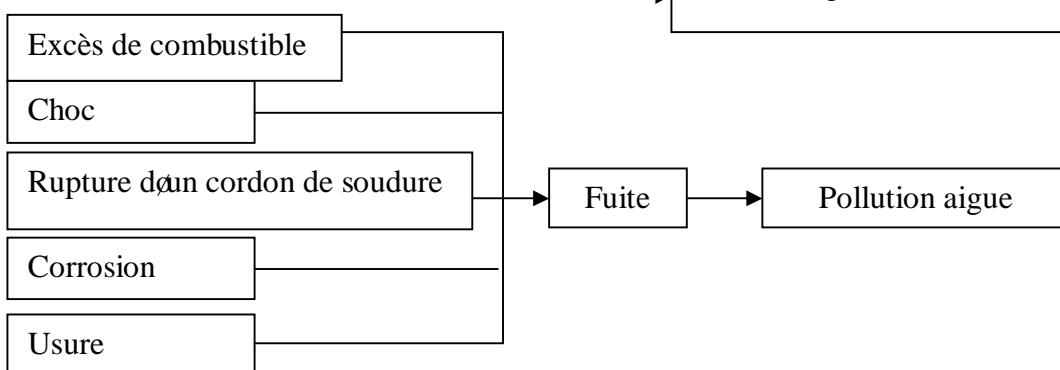 Excès de combustible
Choc
Rupture døun cordon de soudure
Fuite
Pollution aigue
Corrosion
Usure